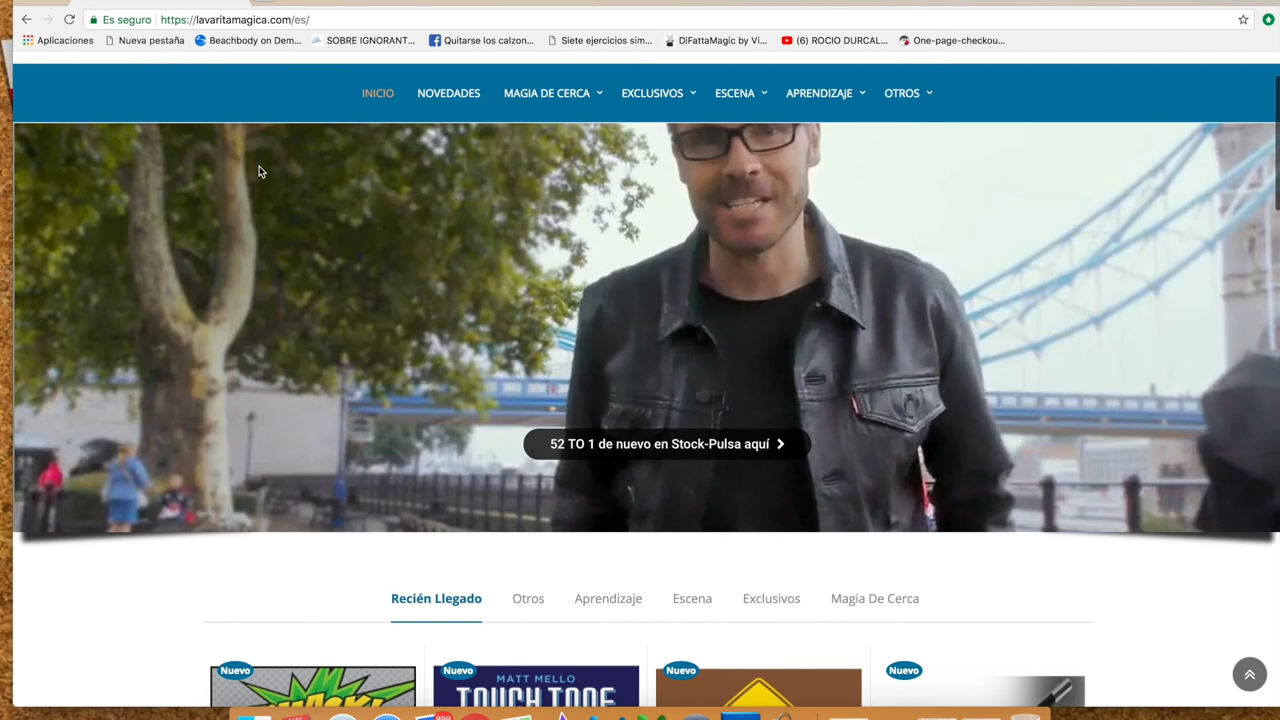 Es seguro | https://lavaritamagica.com/es/
Aplicaciones Nueva pestaña Beachbody on Dem... SOBRE IGNORANT... Quitarse los calzon... Siete ejercicios sim... DiFattaMagic by Vi... (6) ROCIO DURCAL... One-page-checkou...
INICIO NOVEDADES MAGIA DE CERCA EXCLUSIVOS ESCENA APRENDIZAJE OTROS
52 TO 1 de nuevo en Stock-Pulsa aquí
Recién Llegado Otros Aprendizaje Escena Exclusivos Magia De Cerca
Nuevo Nuevo Nuevo Nuevo
MATT MELLO
TOUCH TONE